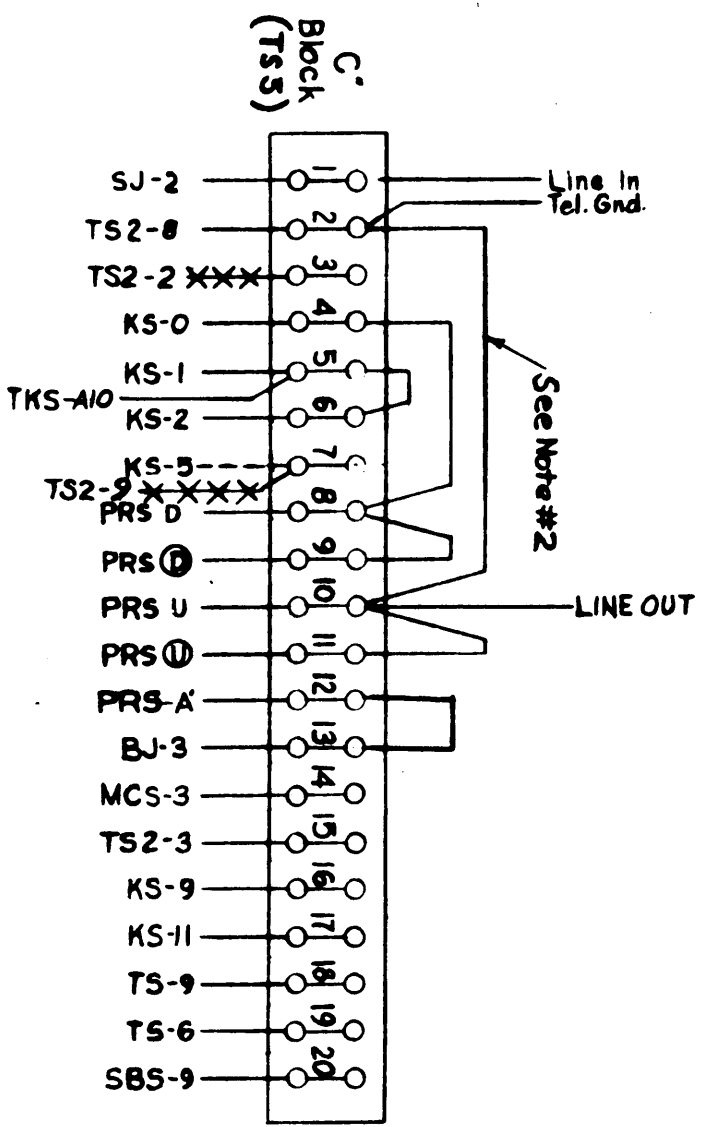 "C"
Block
(TS5)
SJ-2 1 Line In
Tel. Gnd.
TS2-8 2
TS2-2 XXX 3
KS-0 4
KS-1 5
TKS-A10
KS-2 6
KS-5 7
TS2-9 XXXX
PRS D 8
PRS D 9
PRS U 10 LINE OUT
PRS U 11
PRS-A' 12
BJ-3 13
MCS-3 14
TS2-3 15
KS-9 16
KS-11 17
TS-9 18
TS-6 19
SBS-9 20
See Note #2